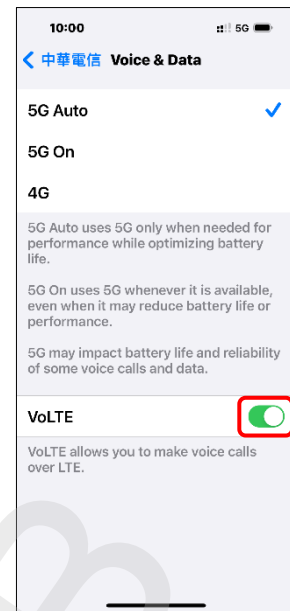 10:00 5G
中華電信 Voice & Data
5G Auto
5G On
4G
5G Auto uses 5G only when needed for
performance while optimizing battery
life.
5G On uses 5G whenever it is available,
even when it may reduce battery life or
performance.
5G may impact battery life and reliability
of some voice calls and data.
VoLTE
VoLTE allows you to make voice calls
over LTE.